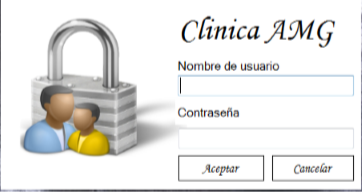 Clinica AMG
Nombre de usuario
Contraseña
Aceptar
Cancelar